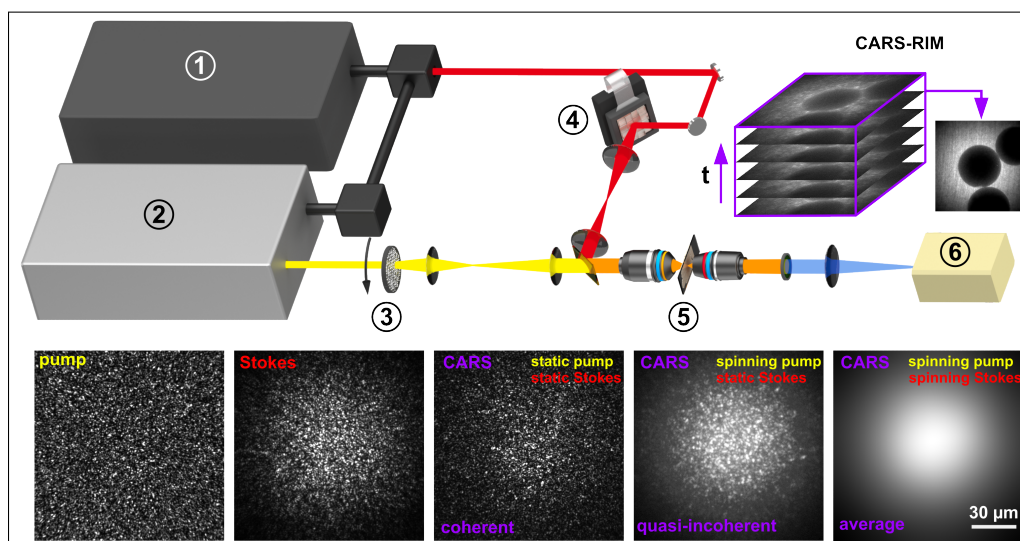 ①
CARS-RIM
④
②
t
⑥
③
⑤
pump
Stokes
CARS
static pump
static Stokes
coherent
CARS
spinning pump
static Stokes
quasi-incoherent
CARS
spinning pump
spinning Stokes
average
30 µm